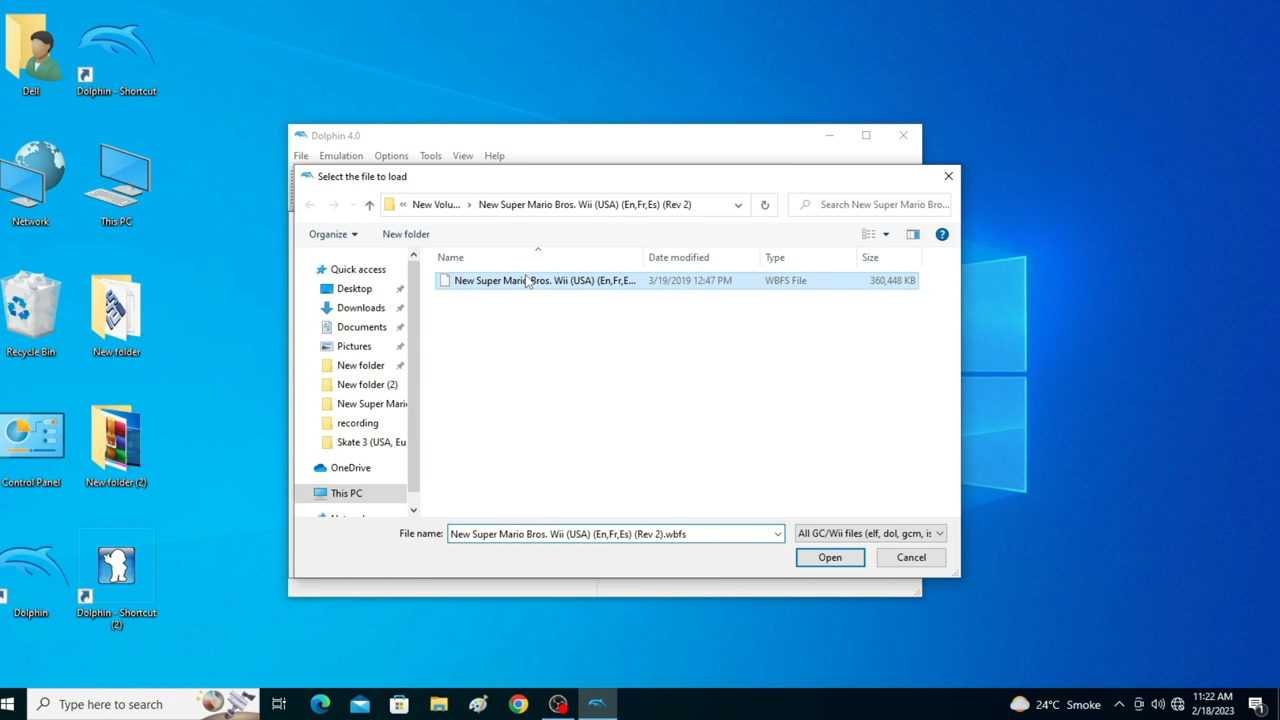 Dell
Dolphin - Shortcut
Network
This PC
Recycle Bin
New folder
Control Panel
New folder (2)
Dolphin
Dolphin - Shortcut
(2)
Dolphin 4.0
File Emulation Options Tools View Help
Select the file to load
« New Volu... › New Super Mario Bros. Wii (USA) (En,Fr,Es) (Rev 2)
Search New Super Mario Bro...
Organize New folder
Name Date modified Type Size
New Super Mario Bros. Wii (USA) (En,Fr,E... 3/19/2019 12:47 PM WBFS File 360,448 KB
Quick access
Desktop
Downloads
Documents
Pictures
New folder
New folder (2)
New Super Mari
recording
Skate 3 (USA, Eu
OneDrive
This PC
File name: New Super Mario Bros. Wii (USA) (En,Fr,Es) (Rev 2).wbfs
All GC/Wii files (elf, dol, gcm, is
Open Cancel
Type here to search
24°C Smoke
11:22 AM
2/18/2023
1